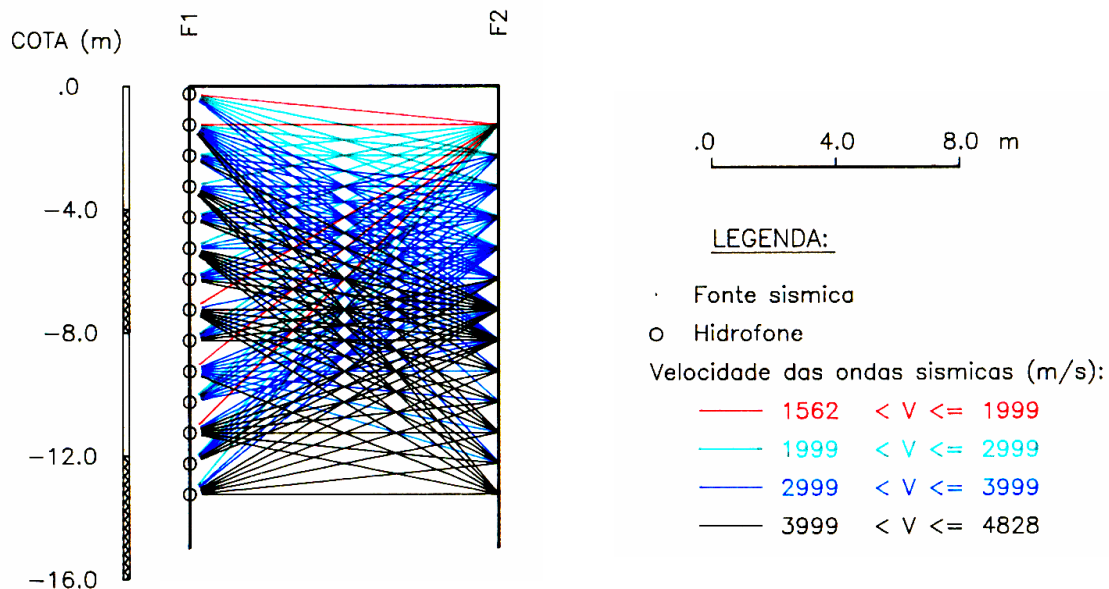 F1
F2
COTA (m)
.0
-4.0
-8.0
-12.0
-16.0
.0 4.0 8.0 m
LEGENDA:
Fonte sismica
Hidrofone
Velocidade das ondas sismicas (m/s):
1562 < V <= 1999
1999 < V <= 2999
2999 < V <= 3999
3999 < V <= 4828